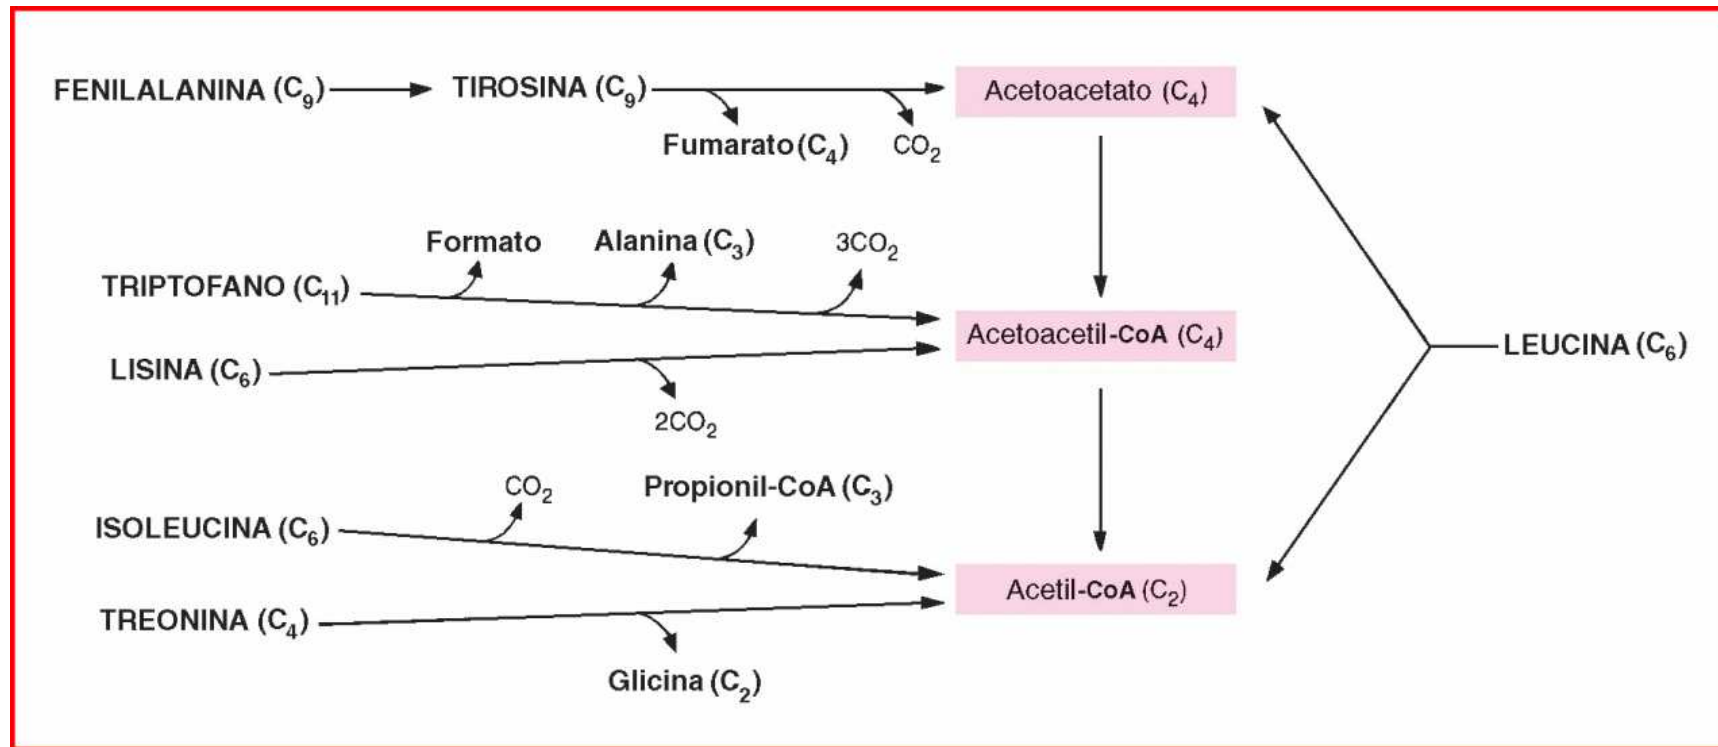 FENILALANINA (C₉)
TIROSINA (C₉)
Acetoacetato (C₄)
Fumarato (C₄)
CO₂
Formato
Alanina (C₃)
3CO₂
TRIPTOFANO (C₁₁)
Acetoacetil-CoA (C₄)
LEUCINA (C₆)
LISINA (C₆)
2CO₂
CO₂
Propionil-CoA (C₃)
ISOLEUCINA (C₆)
Acetil-CoA (C₂)
TREONINA (C₄)
Glicina (C₂)